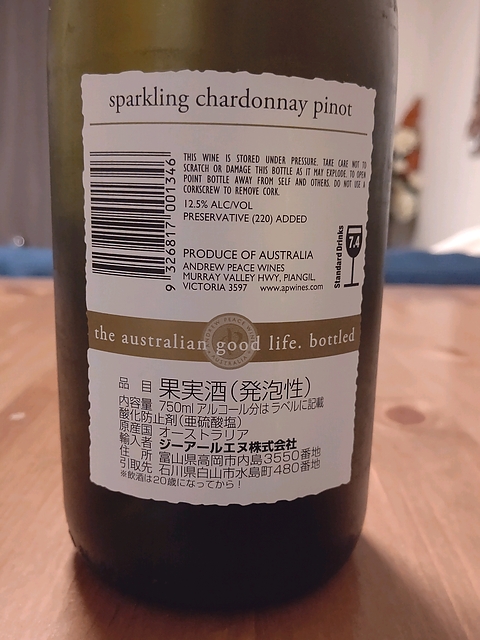 sparkling chardonnay pinot
THIS WINE IS STORED UNDER PRESSURE. TAKE CARE NOT TO
SCRATCH OR DAMAGE THIS BOTTLE AS IT MAY EXPLODE. TO OPEN
POINT BOTTLE AWAY FROM SELF AND OTHERS. DO NOT USE A
CORKSCREW TO REMOVE CORK.
12.5% ALC/VOL
PRESERVATIVE (220) ADDED
9 326817 001346
PRODUCE OF AUSTRALIA
ANDREW PEACE WINES
MURRAY VALLEY HWY, PIANGIL,
VICTORIA 3597 www.apwines.com
7.4
Standard Drinks
the australian good life. bottled
品目 果実酒(発泡性)
内容量 750ml アルコール分はラベルに記載
酸化防止剤(亜硫酸塩)
原産国 オーストラリア
輸入者 ジーアールエヌ株式会社
住所 富山県高岡市内島3550番地
引取先 石川県白山市水島町480番地
※飲酒は20歳になってから!